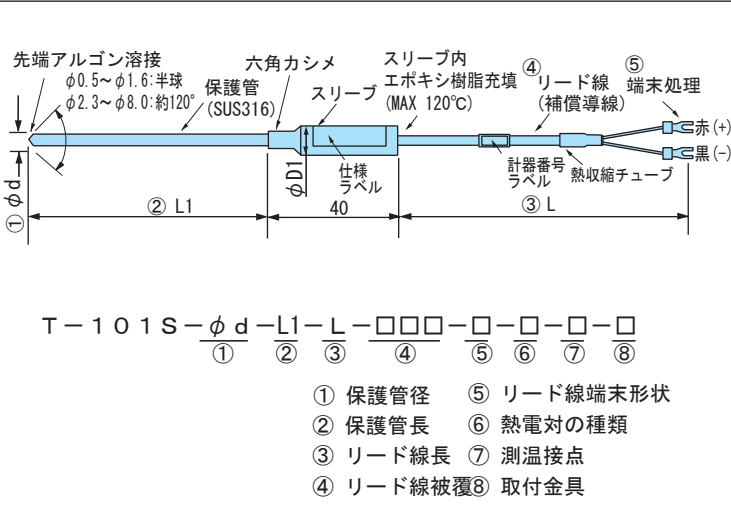 先端アルゴン溶接
φ0.5～φ1.6:半球
φ2.3～φ8.0:約120°
保護管
(SUS316)
六角カシメ
スリーブ
スリーブ内
エポキシ樹脂充填
(MAX 120℃)
④
リード線
(補償導線)
⑤
端末処理
赤(+)
黒(−)
仕様
ラベル
計器番号
ラベル
熱収縮チューブ
① φd
φD1
② L1
40
③ L
T－101S－φd－L1－L－□□□－□－□－□－□
① ② ③ ④ ⑤ ⑥ ⑦ ⑧
① 保護管径 ⑤ リード線端末形状
② 保護管長 ⑥ 熱電対の種類
③ リード線長 ⑦ 測温接点
④ リード線被覆⑧ 取付金具